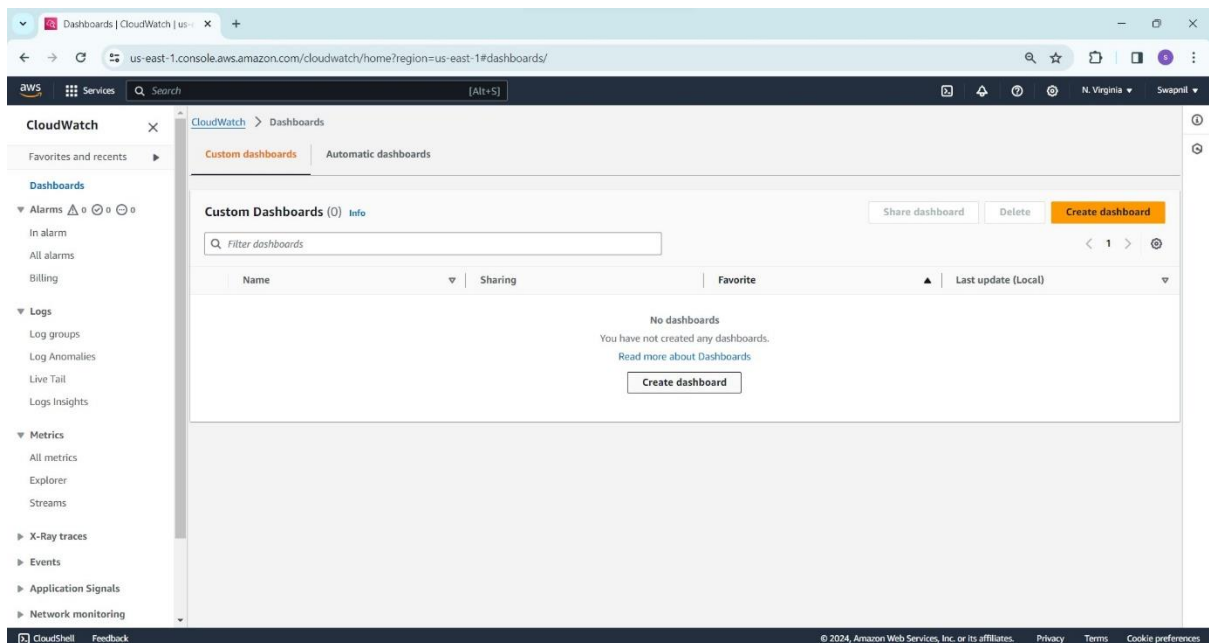 Dashboards | CloudWatch | us-
us-east-1.console.aws.amazon.com/cloudwatch/home?region=us-east-1#dashboards/
aws Services Search [Alt+S] N. Virginia Swapnil
CloudWatch
Favorites and recents
Dashboards
Alarms 0 0 0
In alarm
All alarms
Billing
Logs
Log groups
Log Anomalies
Live Tail
Logs Insights
Metrics
All metrics
Explorer
Streams
X-Ray traces
Events
Application Signals
Network monitoring
CloudWatch > Dashboards
Custom dashboards Automatic dashboards
Custom Dashboards (0) Info Share dashboard Delete Create dashboard
Filter dashboards 1
Name Sharing Favorite Last update (Local)
No dashboards
You have not created any dashboards.
Read more about Dashboards
Create dashboard
CloudShell Feedback © 2024, Amazon Web Services, Inc. or its affiliates. Privacy Terms Cookie preferences